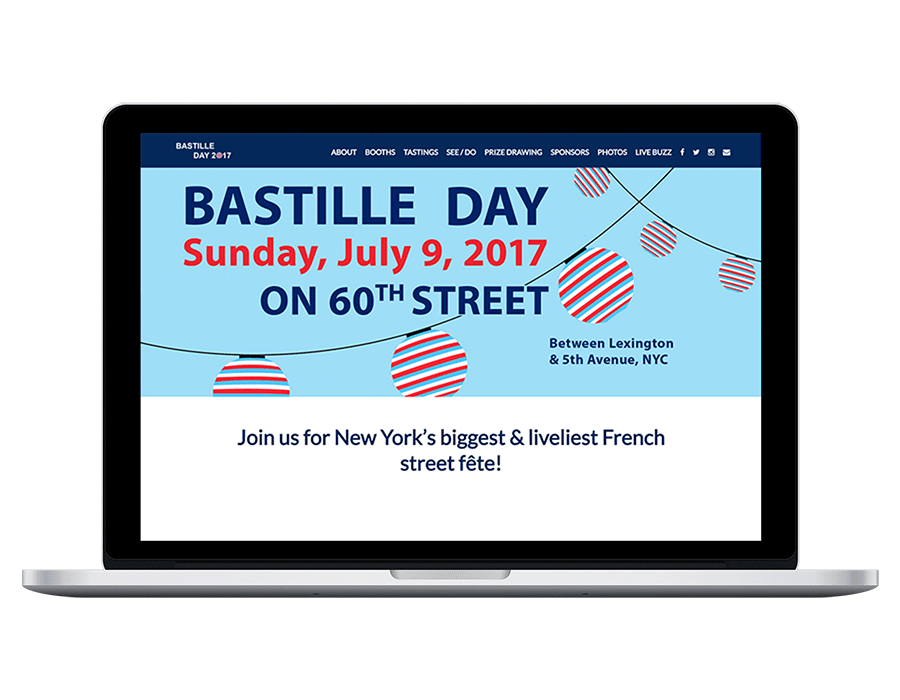 BASTILLE
DAY 2017
ABOUT BOOTHS TASTINGS SEE / DO PRIZE DRAWING SPONSORS PHOTOS LIVE BUZZ
BASTILLE DAY
Sunday, July 9, 2017
ON 60TH STREET
Between Lexington
& 5th Avenue, NYC
Join us for New York’s biggest & liveliest French
street fête!